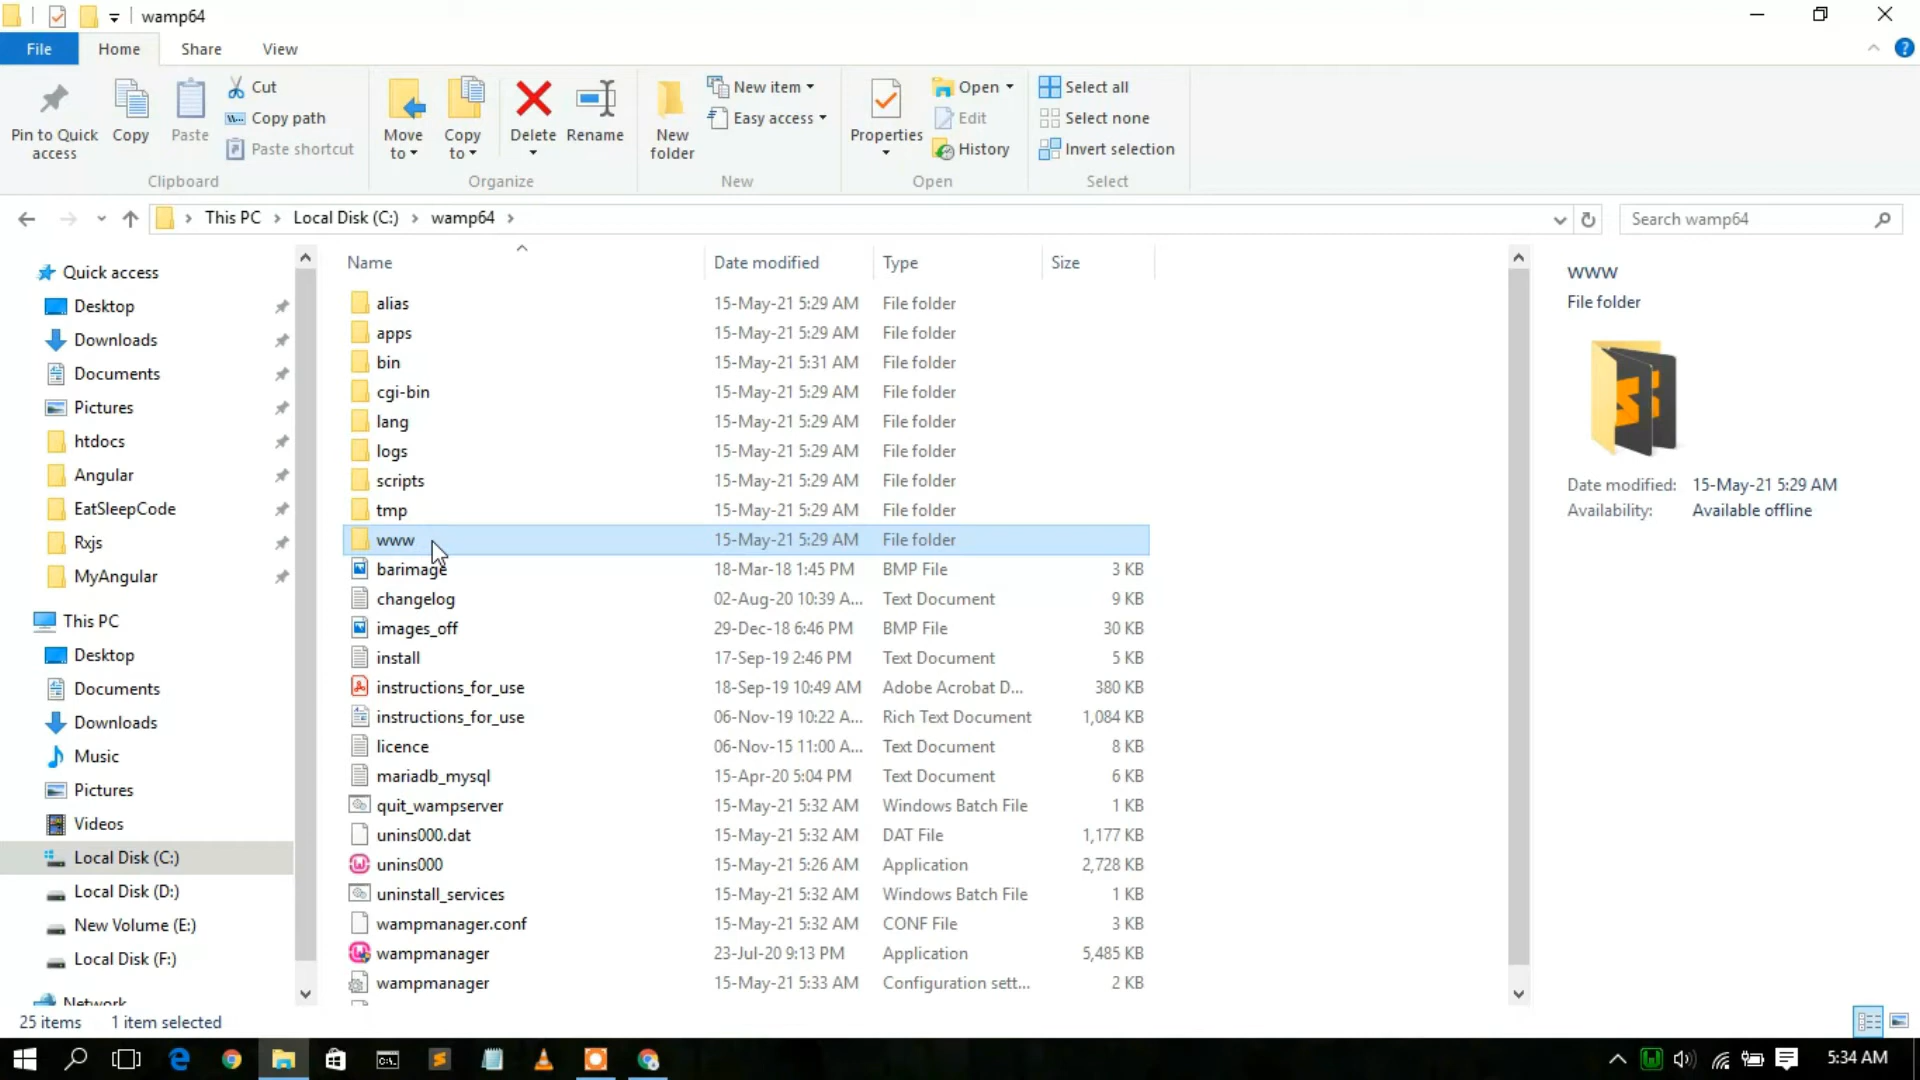 wamp64
File Home Share View
Pin to Quick access
Copy
Paste
Cut
Copy path
Paste shortcut
Clipboard
Move to
Copy to
Delete
Rename
Organize
New folder
New item
Easy access
New
Properties
Open
Edit
History
Open
Select all
Select none
Invert selection
Select
This PC > Local Disk (C:) > wamp64 >
Search wamp64
Quick access
Desktop
Downloads
Documents
Pictures
htdocs
Angular
EatSleepCode
Rxjs
MyAngular
This PC
Desktop
Documents
Downloads
Music
Pictures
Videos
Local Disk (C:)
Local Disk (D:)
New Volume (E:)
Local Disk (F:)
Network
Name Date modified Type Size
alias 15-May-21 5:29 AM File folder
apps 15-May-21 5:29 AM File folder
bin 15-May-21 5:31 AM File folder
cgi-bin 15-May-21 5:29 AM File folder
lang 15-May-21 5:29 AM File folder
logs 15-May-21 5:29 AM File folder
scripts 15-May-21 5:29 AM File folder
tmp 15-May-21 5:29 AM File folder
www 15-May-21 5:29 AM File folder
barimage 18-Mar-18 1:45 PM BMP File 3 KB
changelog 02-Aug-20 10:39 A... Text Document 9 KB
images_off 29-Dec-18 6:46 PM BMP File 30 KB
install 17-Sep-19 2:46 PM Text Document 5 KB
instructions_for_use 18-Sep-19 10:49 AM Adobe Acrobat D... 380 KB
instructions_for_use 06-Nov-19 10:22 A... Rich Text Document 1,084 KB
licence 06-Nov-15 11:00 A... Text Document 8 KB
mariadb_mysql 15-Apr-20 5:04 PM Text Document 6 KB
quit_wampserver 15-May-21 5:32 AM Windows Batch File 1 KB
unins000.dat 15-May-21 5:32 AM DAT File 1,177 KB
unins000 15-May-21 5:26 AM Application 2,728 KB
uninstall_services 15-May-21 5:32 AM Windows Batch File 1 KB
wampmanager.conf 15-May-21 5:32 AM CONF File 3 KB
wampmanager 23-Jul-20 9:13 PM Application 5,485 KB
wampmanager 15-May-21 5:33 AM Configuration sett... 2 KB
www
File folder
Date modified: 15-May-21 5:29 AM
Availability: Available offline
25 items 1 item selected
5:34 AM